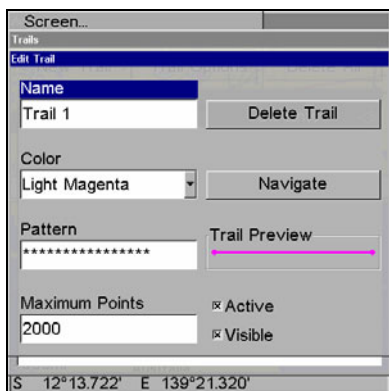 Screen...
Trails
Edit Trail
Name
Trail 1
Delete Trail
Color
Light Magenta
Navigate
Pattern
****************
Trail Preview
Maximum Points
2000
Active
Visible
S 12°13.722' E 139°21.320'